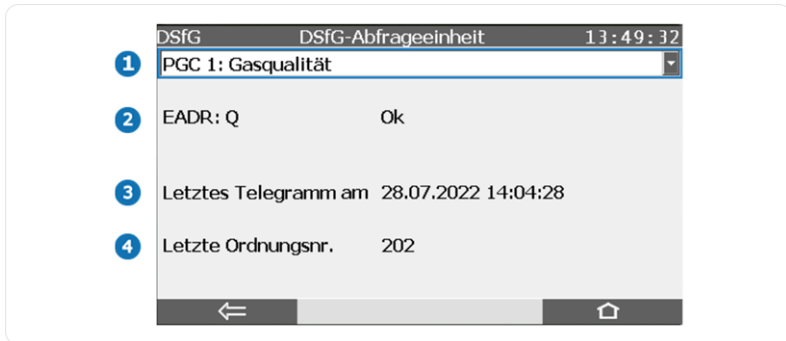 DSfG DSfG-Abfrageeinheit 13:49:32
1 PGC 1: Gasqualität
2 EADR: Q Ok
3 Letztes Telegramm am 28.07.2022 14:04:28
4 Letzte Ordnungsnr. 202